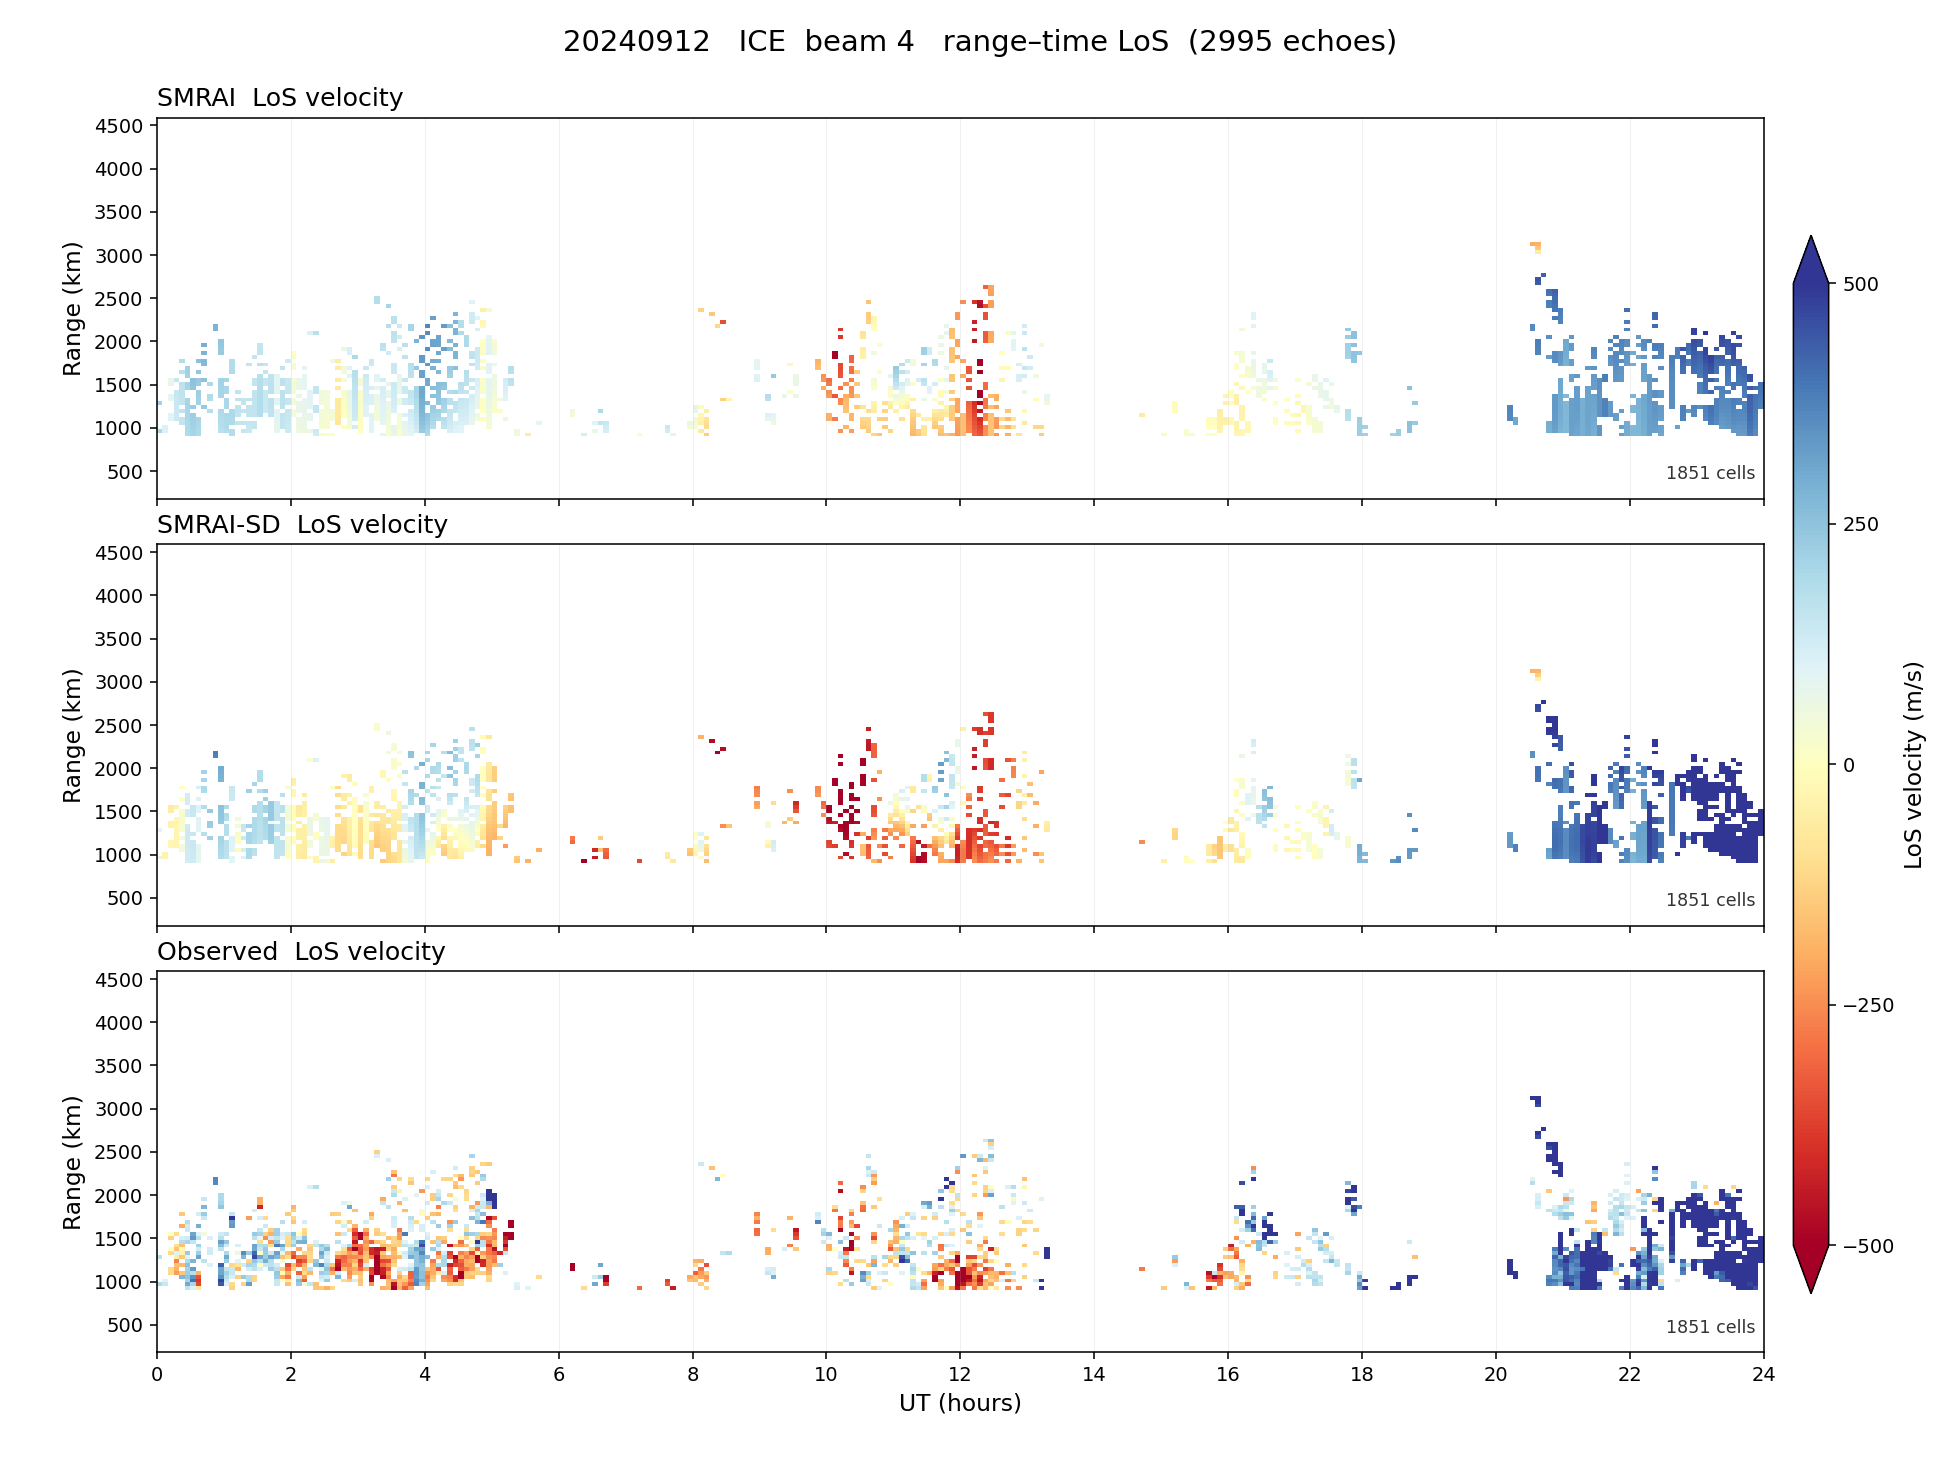 20240912   ICE  beam 4   range–time LoS  (2995 echoes)
SMRAI  LoS velocity
4500
4000
3500
3000
2500
2000
1500
1000
500
Range (km)
1851 cells
SMRAI-SD  LoS velocity
4500
4000
3500
3000
2500
2000
1500
1000
500
Range (km)
1851 cells
Observed  LoS velocity
4500
4000
3500
3000
2500
2000
1500
1000
500
Range (km)
1851 cells
0 2 4 6 8 10 12 14 16 18 20 22 24
UT (hours)
500
250
0
−250
−500
LoS velocity (m/s)